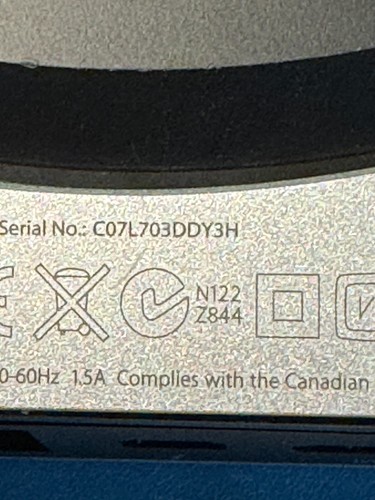 Serial No.: C07L703DDY3H
N122
Z844
0-60Hz 1.5A Complies with the Canadian